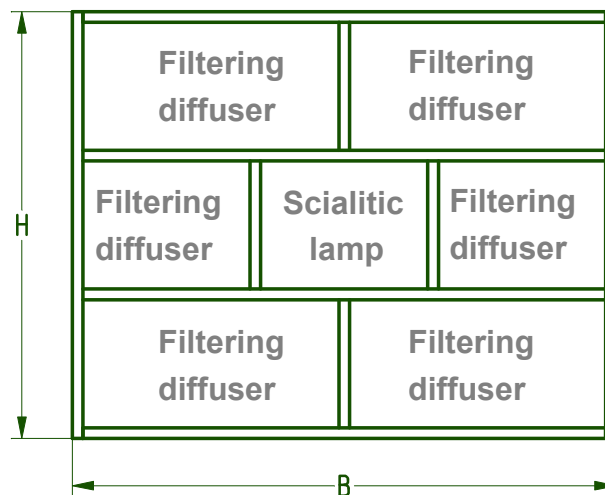 Filtering
diffuser
Filtering
diffuser
Filtering
diffuser
Scialitic
lamp
Filtering
diffuser
H
Filtering
diffuser
Filtering
diffuser
B